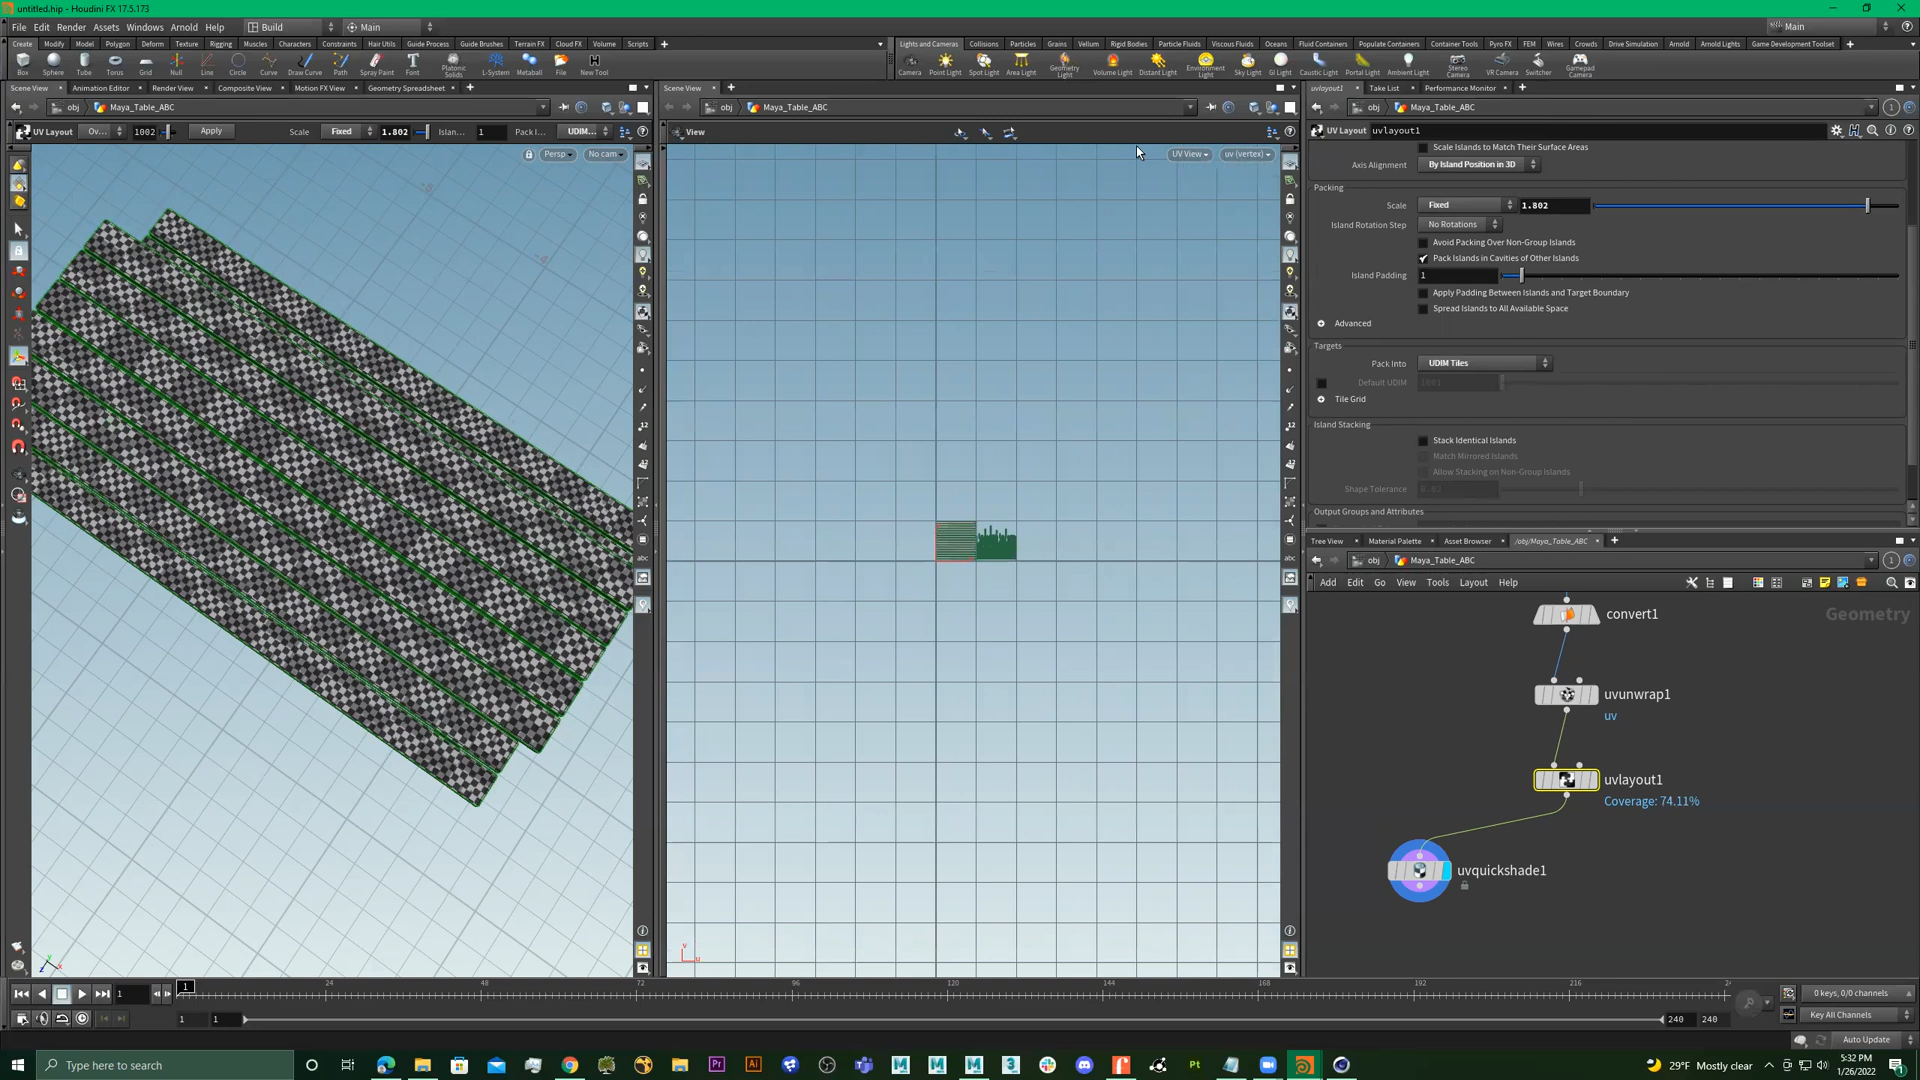 untitled.hip - Houdini FX 17.5.173
File Edit Render Assets Windows Arnold Help Build Main Main
Create Modify Model Polygon Deform Texture Rigging Muscles Characters Constraints Hair Utils Guide Process Guide Brushes Terrain FX Cloud FX Volume Scripts
Lights and Cameras Collisions Particles Grains Vellum Rigid Bodies Particle Fluids Viscous Fluids Oceans Fluid Containers Populate Containers Container Tools Pyro FX FEM Wires Crowds Drive Simulation Arnold Arnold Lights Game Development Toolset
Box Sphere Tube Torus Grid Null Line Circle Curve Draw Curve Path Spray Paint Font Platonic Solids L-System Metaball File New Tool
Camera Point Light Spot Light Area Light Geometry Light Volume Light Distant Light Environment Light Sky Light GI Light Caustic Light Portal Light Ambient Light Stereo Camera VR Camera Switcher Gamepad Camera
Scene View Animation Editor Render View Composite View Motion FX View Geometry Spreadsheet
Scene View
uvlayout1 Take List Performance Monitor
obj Maya_Table_ABC
obj Maya_Table_ABC
obj Maya_Table_ABC
UV Layout Ov... 1002 Apply Scale Fixed 1.802 Islan... 1 Pack I... UDIM...
View
UV Layout uvlayout1
Persp No cam
UV View uv (vertex)
Scale Islands to Match Their Surface Areas
Axis Alignment By Island Position in 3D
Packing
Scale Fixed 1.802
Island Rotation Step No Rotations
Avoid Packing Over Non-Group Islands
Pack Islands in Cavities of Other Islands
Island Padding 1
Apply Padding Between Islands and Target Boundary
Spread Islands to All Available Space
Advanced
Targets
Pack Into UDIM Tiles
Default UDIM 1001
Tile Grid
Island Stacking
Stack Identical Islands
Match Mirrored Islands
Allow Stacking on Non-Group Islands
Shape Tolerance 0.02
Output Groups and Attributes
Tree View Material Palette Asset Browser /obj/Maya_Table_ABC
obj Maya_Table_ABC
Add Edit Go View Tools Layout Help
Geometry
convert1
uvunwrap1
uv
uvlayout1
Coverage: 74.11%
uvquickshade1
1 1 24 48 72 96 120 144 168 192 216
0 keys, 0/0 channels
1 1 240 240
Key All Channels
Auto Update
Type here to search
29°F Mostly clear
5:32 PM
1/26/2022